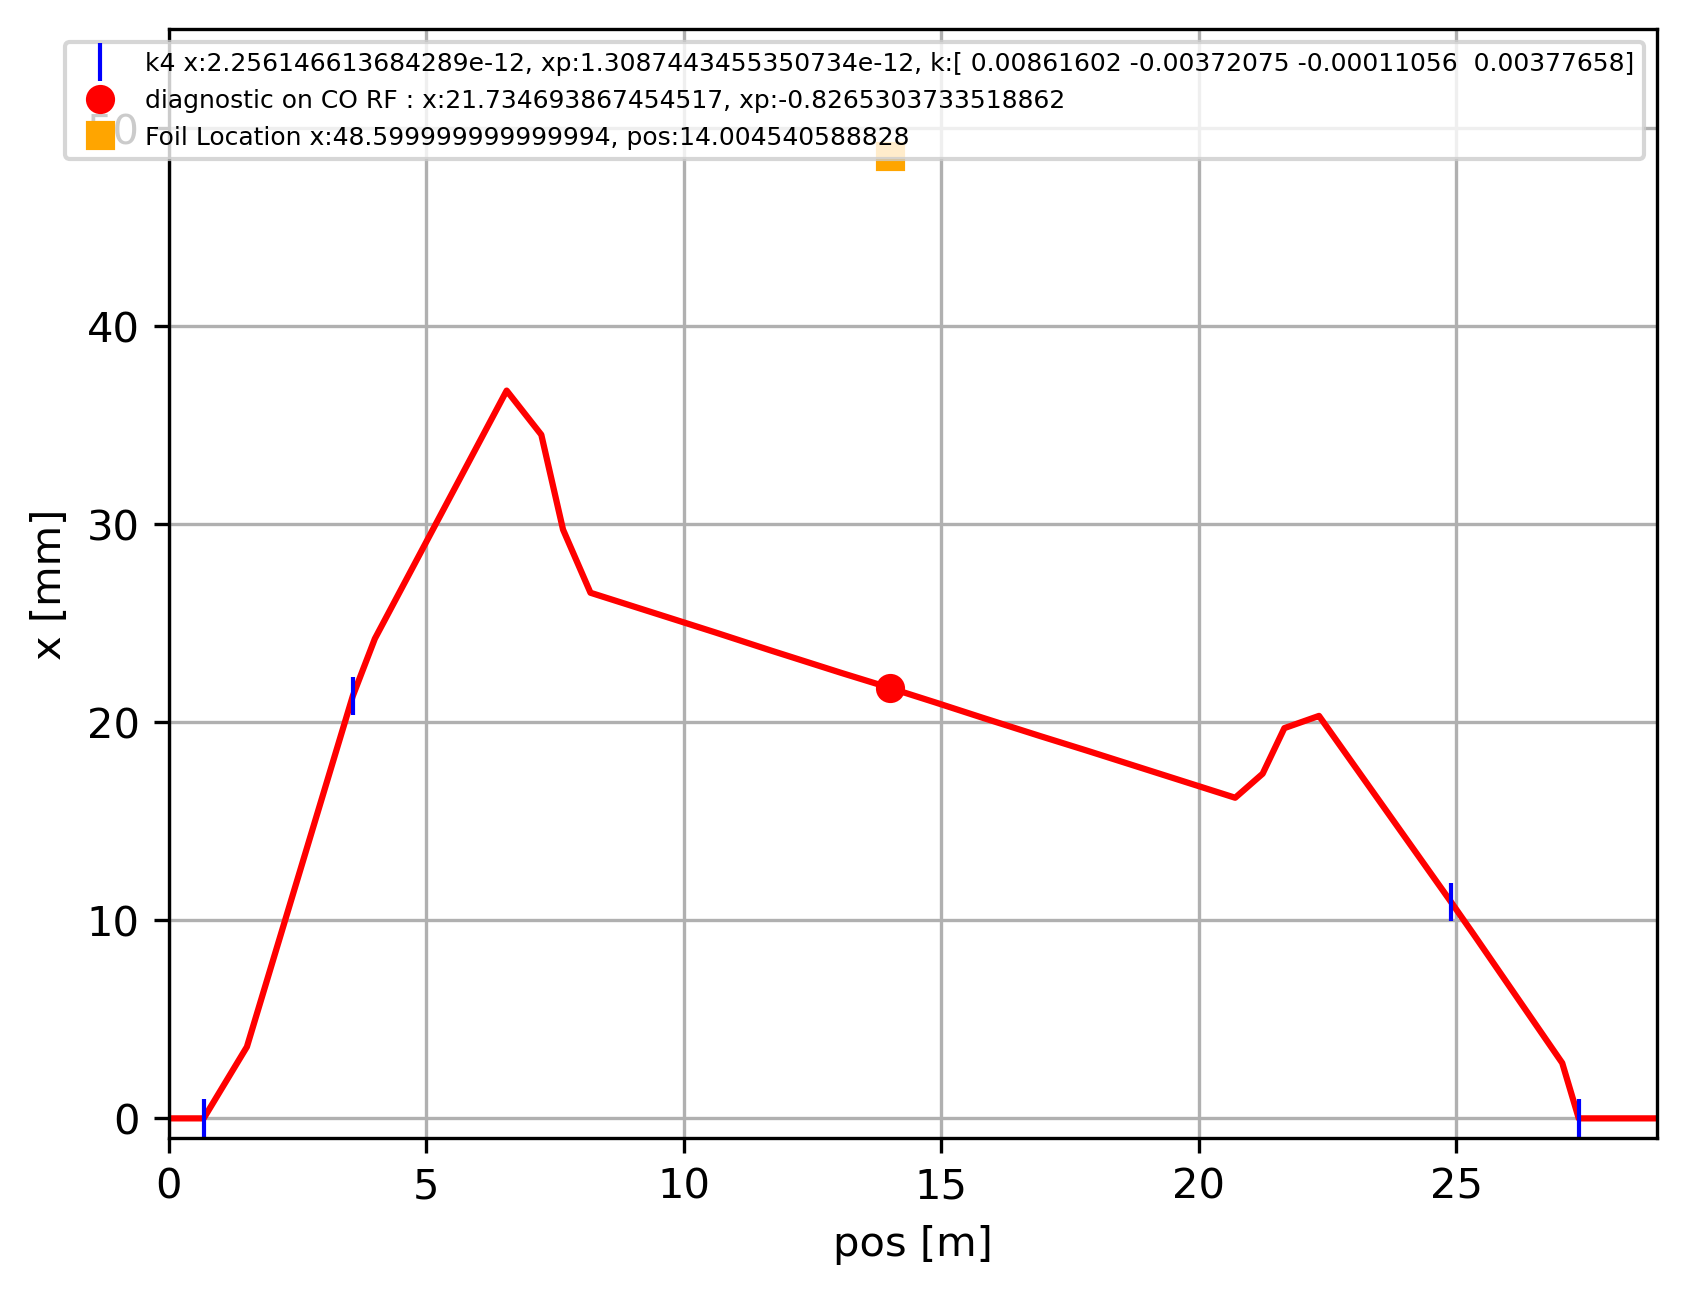 k4 x:2.256146613684289e-12, xp:1.3087443455350734e-12, k:[ 0.00861602 -0.00372075 -0.00011056  0.00377658]
diagnostic on CO RF : x:21.734693867454517, xp:-0.8265303733518862
Foil Location x:48.599999999999994, pos:14.004540588828
50
40
30
20
10
0
x [mm]
0 5 10 15 20 25
pos [m]